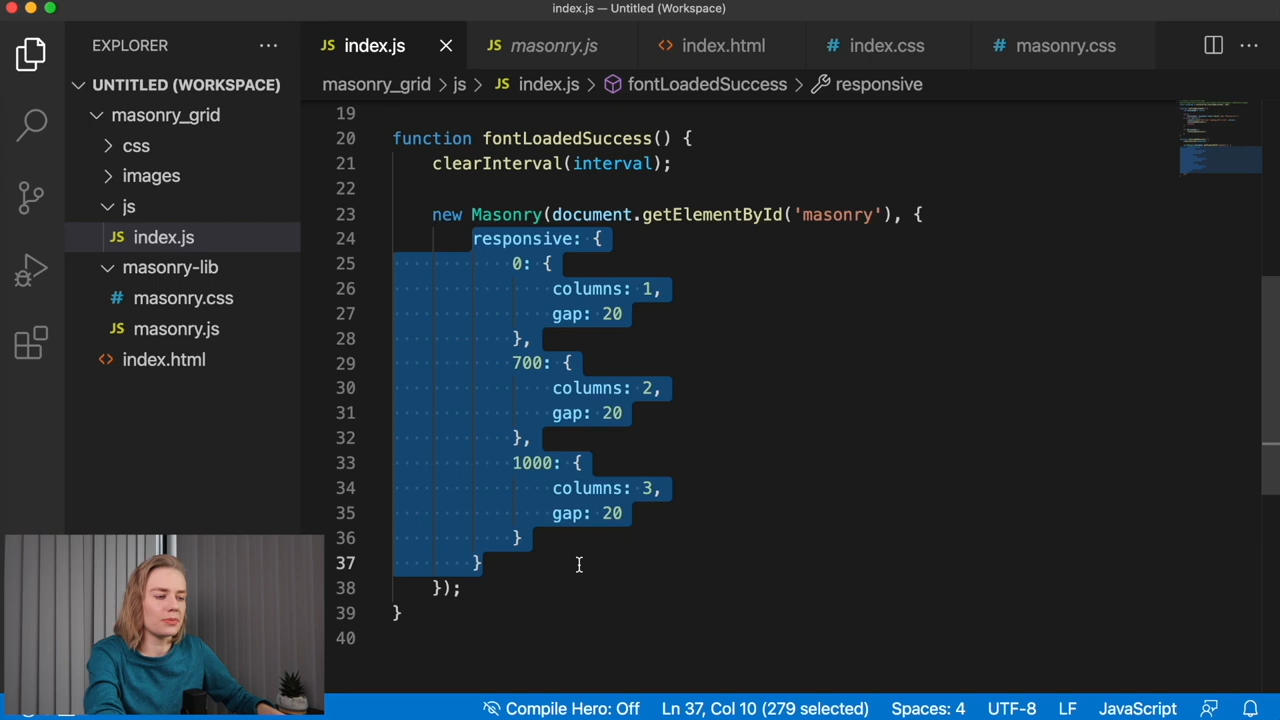 index.js — Untitled (Workspace)
EXPLORER
JS index.js
JS masonry.js
<> index.html
# index.css
# masonry.css
UNTITLED (WORKSPACE)
masonry_grid > js > JS index.js > fontLoadedSuccess > responsive
masonry_grid
css
images
js
JS index.js
masonry-lib
# masonry.css
JS masonry.js
<> index.html
19
20 function fontLoadedSuccess() {
21 clearInterval(interval);
22
23 new Masonry(document.getElementById('masonry'), {
24 responsive: {
25 0: {
26 columns: 1,
27 gap: 20
28 },
29 700: {
30 columns: 2,
31 gap: 20
32 },
33 1000: {
34 columns: 3,
35 gap: 20
36 }
37 }
38 });
39 }
40
Compile Hero: Off Ln 37, Col 10 (279 selected) Spaces: 4 UTF-8 LF JavaScript